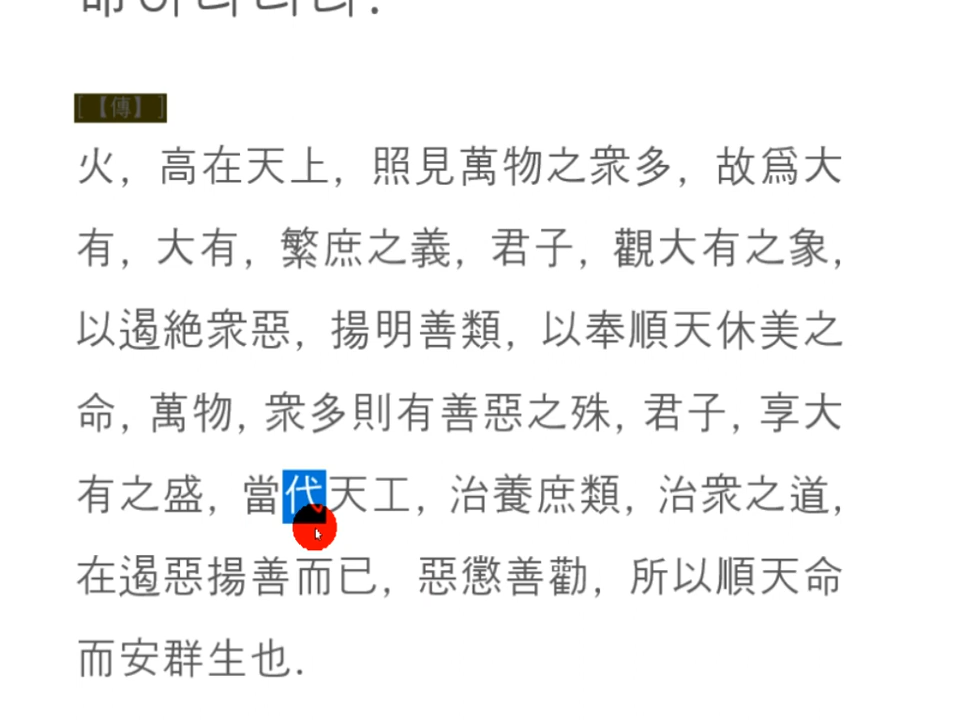 [【傳】]
火, 高在天上, 照見萬物之衆多, 故爲大
有, 大有, 繁庶之義, 君子, 觀大有之象,
以遏絶衆惡, 揚明善類, 以奉順天休美之
命, 萬物, 衆多則有善惡之殊, 君子, 享大
有之盛, 當代天工, 治養庶類, 治衆之道,
在遏惡揚善而已, 惡懲善勸, 所以順天命
而安群生也.